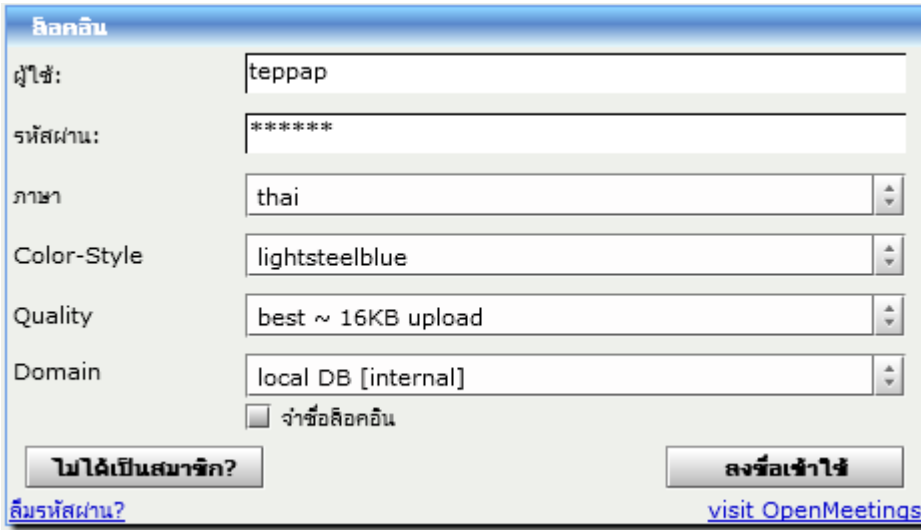 ล็อคอิน
ผู้ใช้: teppap
รหัสผ่าน: ******
ภาษา thai
Color-Style lightsteelblue
Quality best ~ 16KB upload
Domain local DB [internal]
จำชื่อล็อคอิน
ไม่ได้เป็นสมาชิก? ลงชื่อเข้าใช้
ลืมรหัสผ่าน? visit OpenMeetings